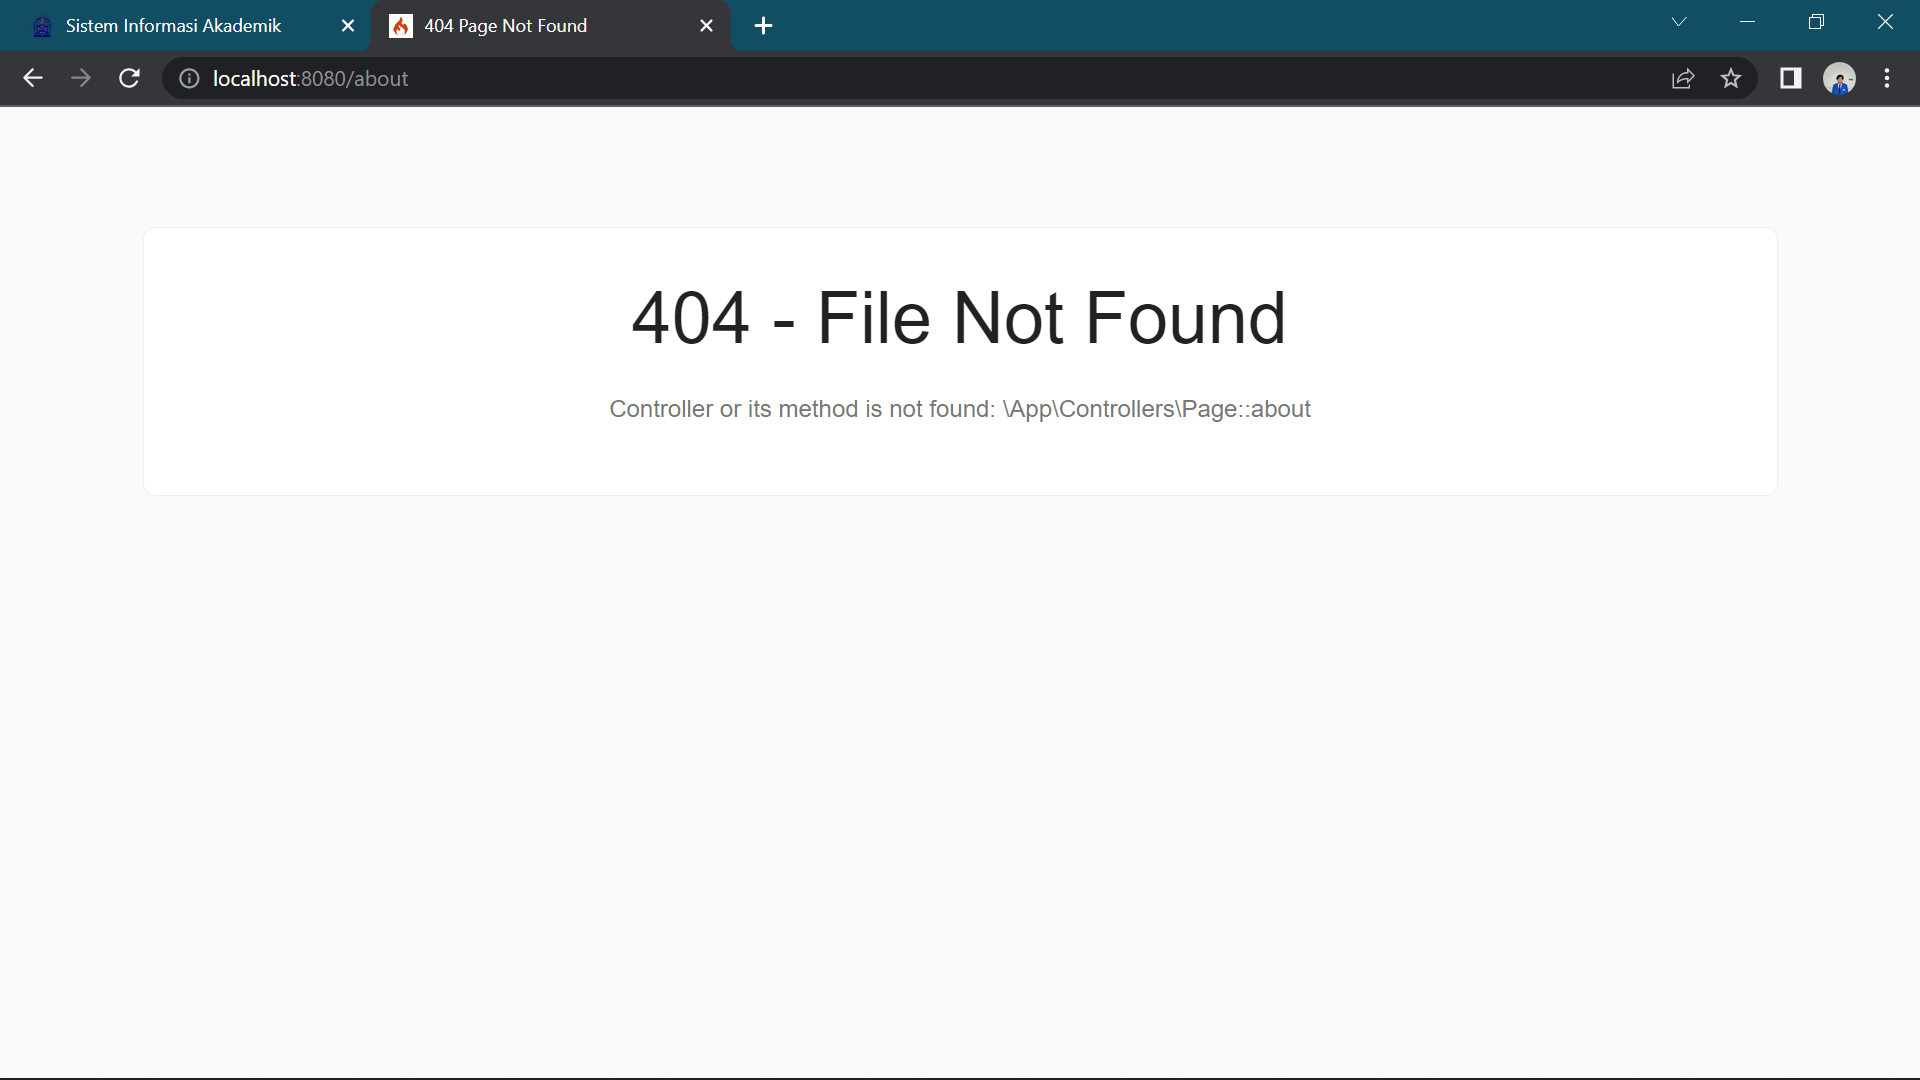 Sistem Informasi Akademik
404 Page Not Found
localhost:8080/about
404 - File Not Found
Controller or its method is not found: \App\Controllers\Page::about